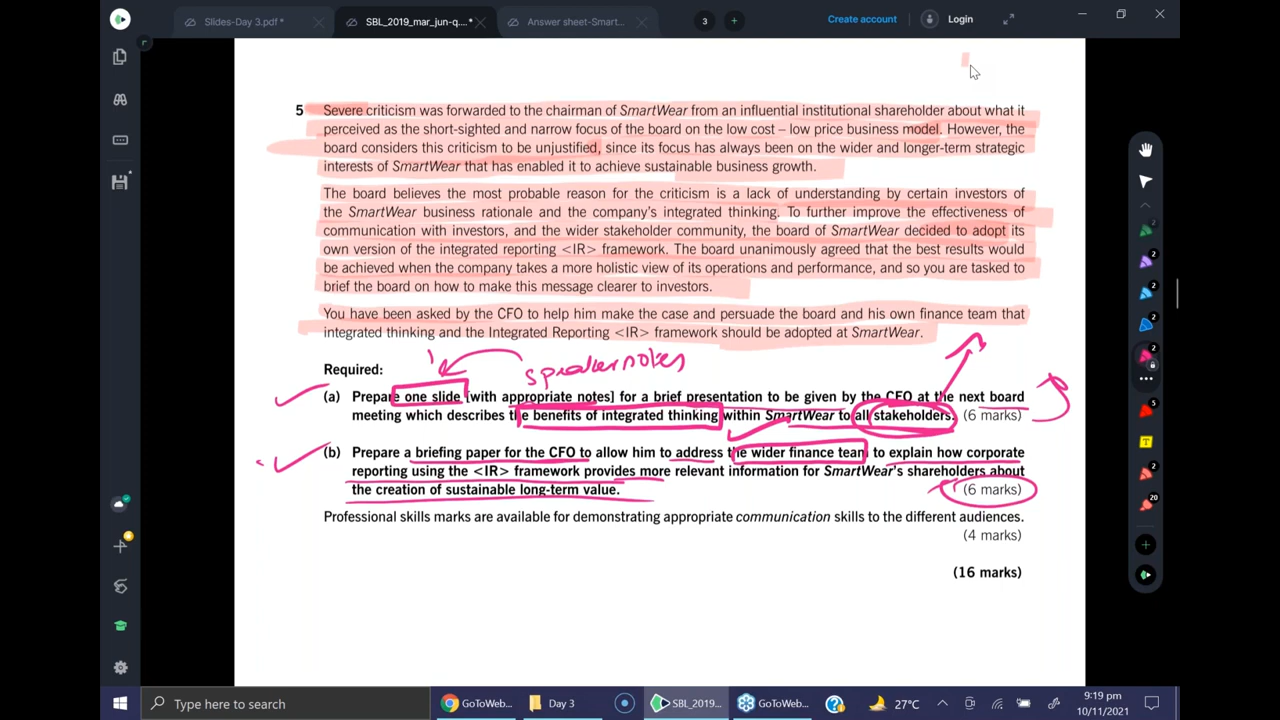 Slides-Day 3.pdf *
SBL_2019_mar_jun-q....*
Answer sheet-Smart...
3
Create account
Login
5 Severe criticism was forwarded to the chairman of SmartWear from an influential institutional shareholder about what it
perceived as the short-sighted and narrow focus of the board on the low cost – low price business model. However, the
board considers this criticism to be unjustified, since its focus has always been on the wider and longer-term strategic
interests of SmartWear that has enabled it to achieve sustainable business growth.
The board believes the most probable reason for the criticism is a lack of understanding by certain investors of
the SmartWear business rationale and the company's integrated thinking. To further improve the effectiveness of
communication with investors, and the wider stakeholder community, the board of SmartWear decided to adopt its
own version of the integrated reporting <IR> framework. The board unanimously agreed that the best results would
be achieved when the company takes a more holistic view of its operations and performance, and so you are tasked to
brief the board on how to make this message clearer to investors.
You have been asked by the CFO to help him make the case and persuade the board and his own finance team that
integrated thinking and the Integrated Reporting <IR> framework should be adopted at SmartWear.
Required:
speaker notes
(a) Prepare one slide [with appropriate notes] for a brief presentation to be given by the CFO at the next board
meeting which describes the benefits of integrated thinking within SmartWear to all stakeholders. (6 marks)
(b) Prepare a briefing paper for the CFO to allow him to address the wider finance team to explain how corporate
reporting using the <IR> framework provides more relevant information for SmartWear's shareholders about
the creation of sustainable long-term value. (6 marks)
Professional skills marks are available for demonstrating appropriate communication skills to the different audiences.
(4 marks)
(16 marks)
2
2
2
2
2
5
T 2
2
20
Type here to search
GoToWeb...
Day 3
SBL_2019...
GoToWeb...
27°C
9:19 pm
10/11/2021